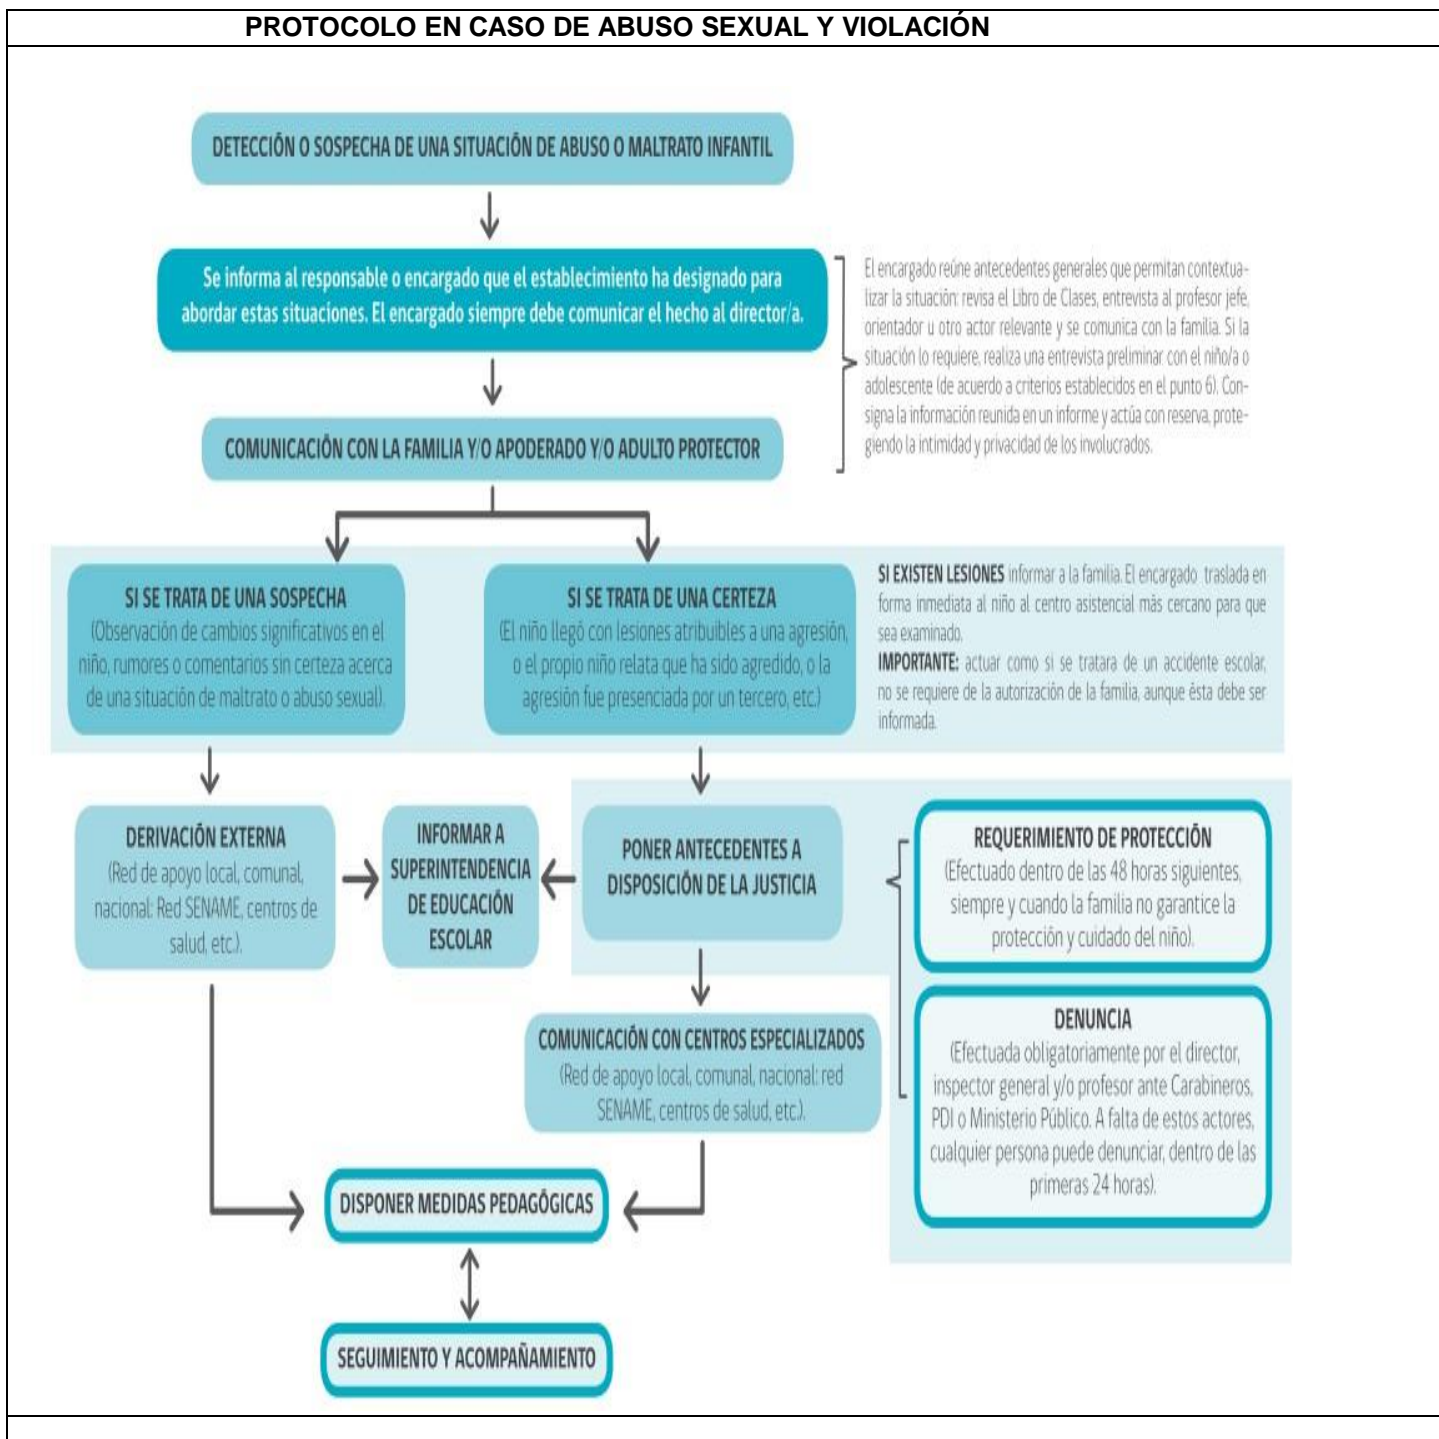 PROTOCOLO EN CASO DE ABUSO SEXUAL Y VIOLACIÓN
DETECCIÓN O SOSPECHA DE UNA SITUACIÓN DE ABUSO O MALTRATO INFANTIL
Se informa al responsable o encargado que el establecimiento ha designado para
abordar estas situaciones. El encargado siempre debe comunicar el hecho al director/a.
El encargado reúne antecedentes generales que permitan contextua-
lizar la situación: revisa el Libro de Clases, entrevista al profesor jefe,
orientador u otro actor relevante y se comunica con la familia. Si la
situación lo requiere, realiza una entrevista preliminar con el niño/a o
adolescente (de acuerdo a criterios establecidos en el punto 6). Con-
signa la información reunida en un informe y actúa con reserva, prote-
giendo la intimidad y privacidad de los involucrados.
COMUNICACIÓN CON LA FAMILIA Y/O APODERADO Y/O ADULTO PROTECTOR
SI SE TRATA DE UNA SOSPECHA
(Observación de cambios significativos en el
niño, rumores o comentarios sin certeza acerca
de una situación de maltrato o abuso sexual).
SI SE TRATA DE UNA CERTEZA
(El niño llegó con lesiones atribuibles a una agresión,
o el propio niño relata que ha sido agredido, o la
agresión fue presenciada por un tercero, etc.)
SI EXISTEN LESIONES informar a la familia. El encargado traslada en
forma inmediata al niño al centro asistencial más cercano para que
sea examinado.
IMPORTANTE: actuar como si se tratara de un accidente escolar,
no se requiere de la autorización de la familia, aunque ésta debe ser
informada.
DERIVACIÓN EXTERNA
(Red de apoyo local, comunal,
nacional: Red SENAME, centros de
salud, etc.).
INFORMAR A
SUPERINTENDENCIA
DE EDUCACIÓN
ESCOLAR
PONER ANTECEDENTES A
DISPOSICIÓN DE LA JUSTICIA
REQUERIMIENTO DE PROTECCIÓN
(Efectuado dentro de las 48 horas siguientes,
siempre y cuando la familia no garantice la
protección y cuidado del niño).
DENUNCIA
(Efectuada obligatoriamente por el director,
inspector general y/o profesor ante Carabineros,
PDI o Ministerio Público. A falta de estos actores,
cualquier persona puede denunciar, dentro de las
primeras 24 horas).
COMUNICACIÓN CON CENTROS ESPECIALIZADOS
(Red de apoyo local, comunal, nacional: red
SENAME, centros de salud, etc.).
DISPONER MEDIDAS PEDAGÓGICAS
SEGUIMIENTO Y ACOMPAÑAMIENTO